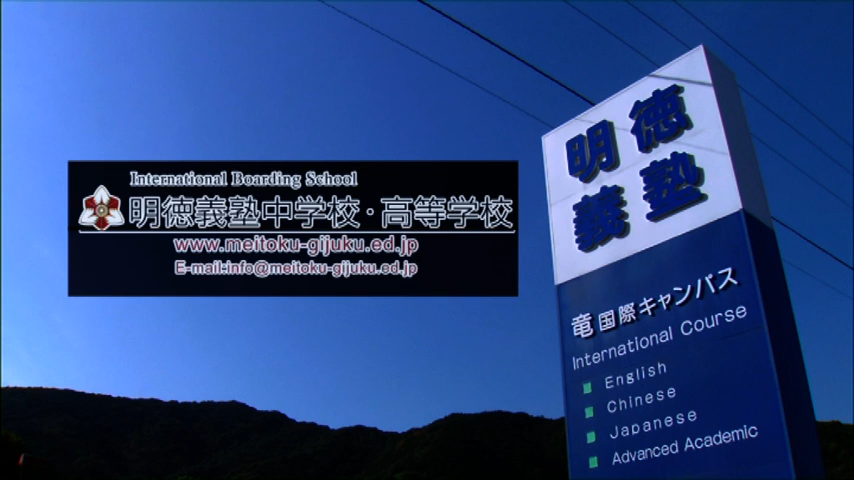 International Boarding School
明徳義塾中学校・高等学校
www.meitoku-gijuku.ed.jp
E-mail:info@meitoku-gijuku.ed.jp
明徳
義塾
竜国際キャンパス
International Course
English
Chinese
Japanese
Advanced Academic